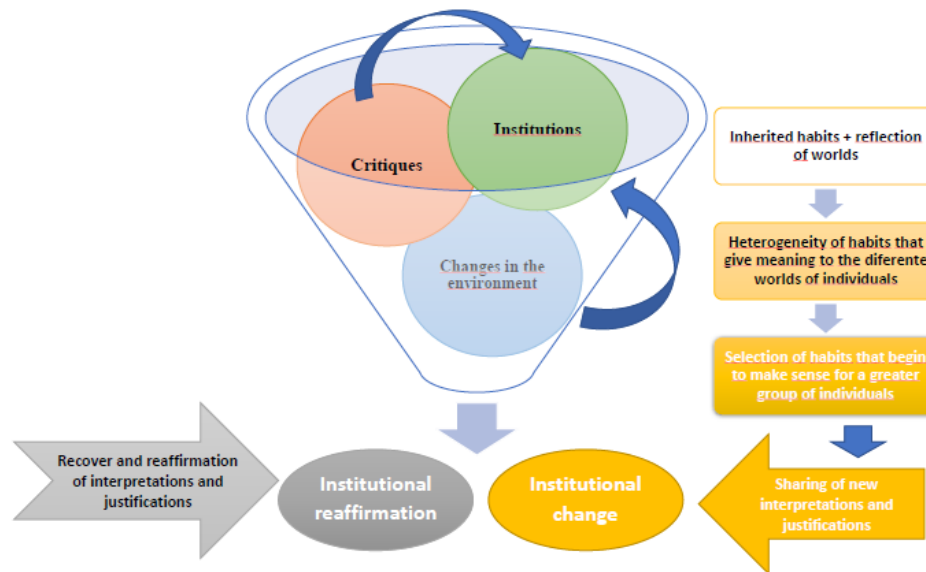 Institutions
Critiques
Changes in the
environment
Inherited habits + reflection
of worlds
Heterogeneity of habits that
give meaning to the diferente
worlds of individuals
Selection of habits that begin
to make sense for a greater
group of individuals
Recover and reaffirmation
of interpretations and
justifications
Institutional
reaffirmation
Institutional
change
Sharing of new
interpretations and
justifications